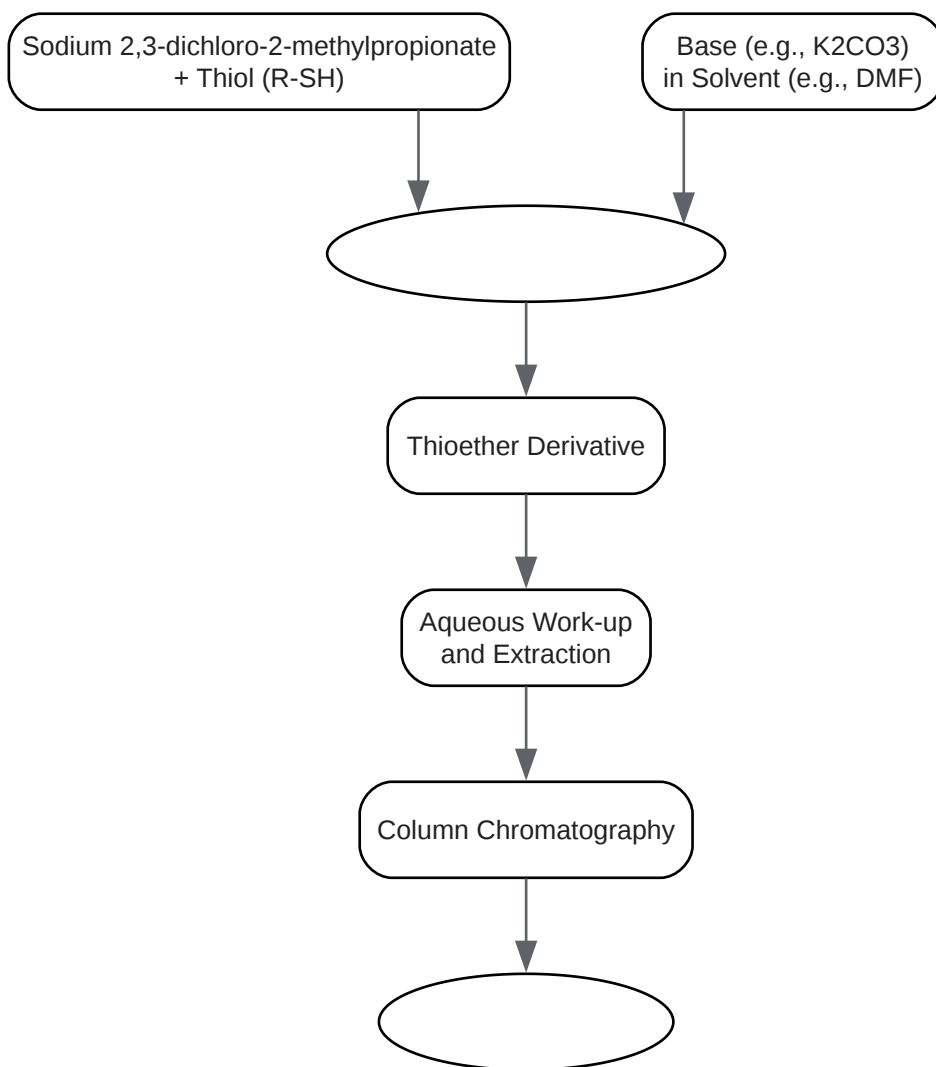 Sodium 2,3-dichloro-2-methylpropionate
+ Thiol (R-SH)
Base (e.g., K2CO3)
in Solvent (e.g., DMF)
Thioether Derivative
Aqueous Work-up
and Extraction
Column Chromatography